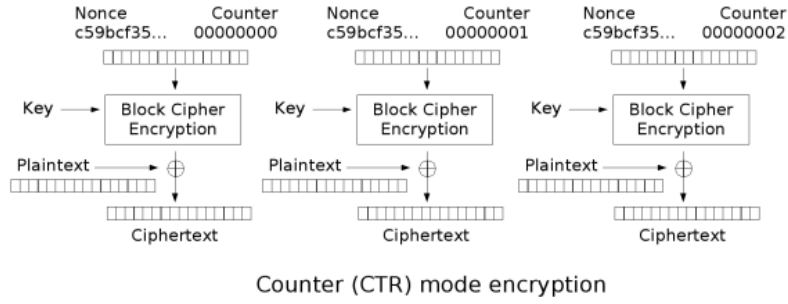 Nonce Counter Nonce Counter Nonce Counter
c59bcf35... 00000000 c59bcf35... 00000001 c59bcf35... 00000002
Key Block Cipher Encryption Key Block Cipher Encryption Key Block Cipher Encryption
Plaintext Plaintext Plaintext
Ciphertext Ciphertext Ciphertext
Counter (CTR) mode encryption